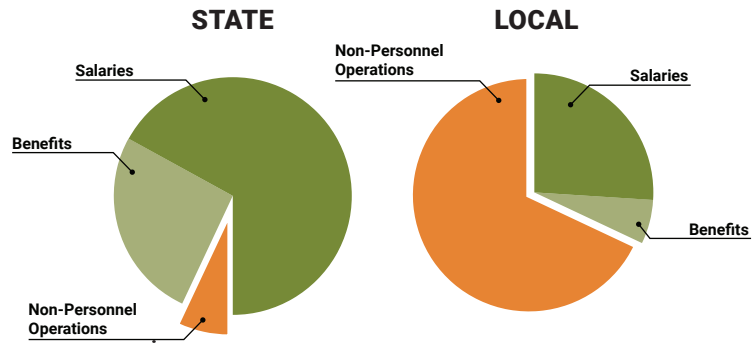 STATE
Salaries
Benefits
Non-Personnel
Operations
LOCAL
Non-Personnel
Operations
Salaries
Benefits